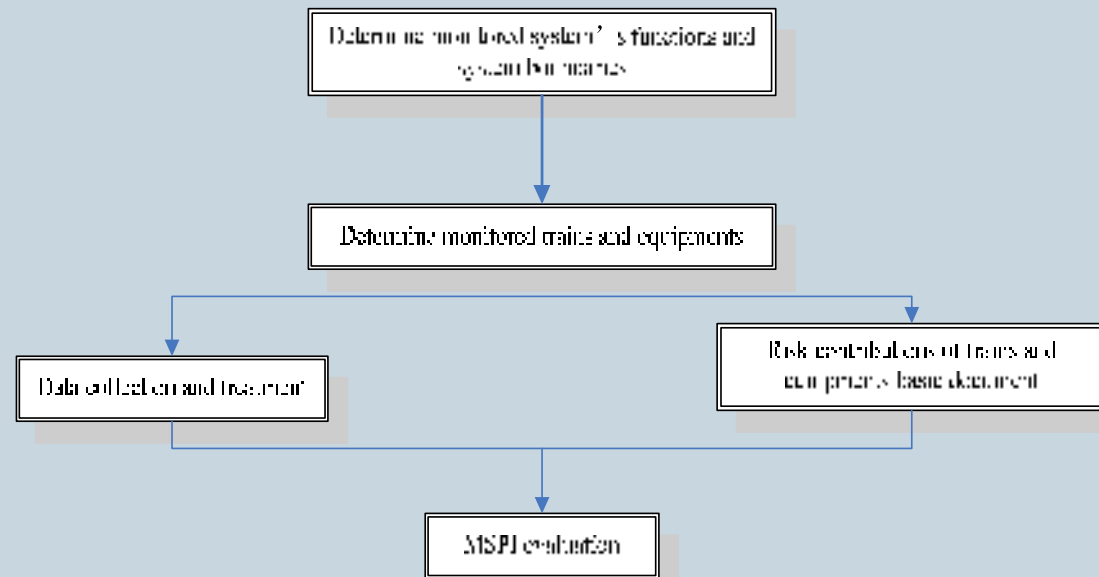 Determine monitored system’s functions and
system boundaries
Determine monitored trains and equipments
Data collection and treatment
Risk contributions of trains and
equipments basic document
MSPI evaluation